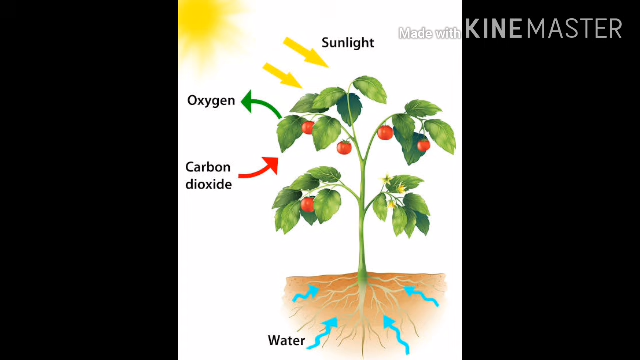 Made with KINEMASTER
Sunlight
Oxygen
Carbon
dioxide
Water